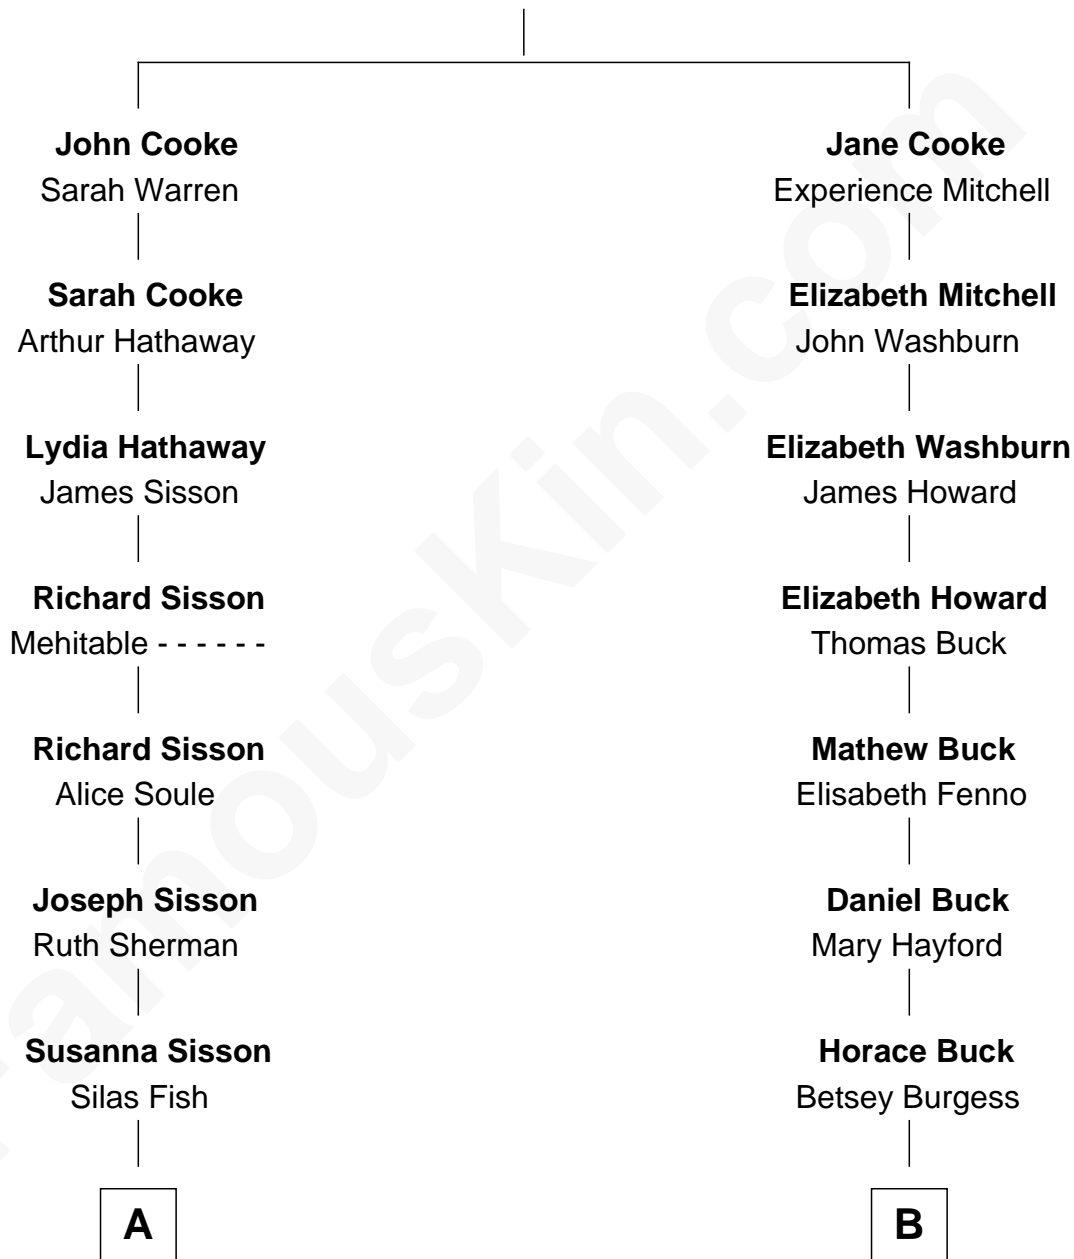 John Cooke
Sarah Warren
Sarah Cooke
Arthur Hathaway
Lydia Hathaway
James Sisson
Richard Sisson
Mehitable - - - - - -
Richard Sisson
Alice Soule
Joseph Sisson
Ruth Sherman
Susanna Sisson
Silas Fish
A
Jane Cooke
Experience Mitchell
Elizabeth Mitchell
John Washburn
Elizabeth Washburn
James Howard
Elizabeth Howard
Thomas Buck
Mathew Buck
Elisabeth Fenno
Daniel Buck
Mary Hayford
Horace Buck
Betsey Burgess
B
FamousKin.com